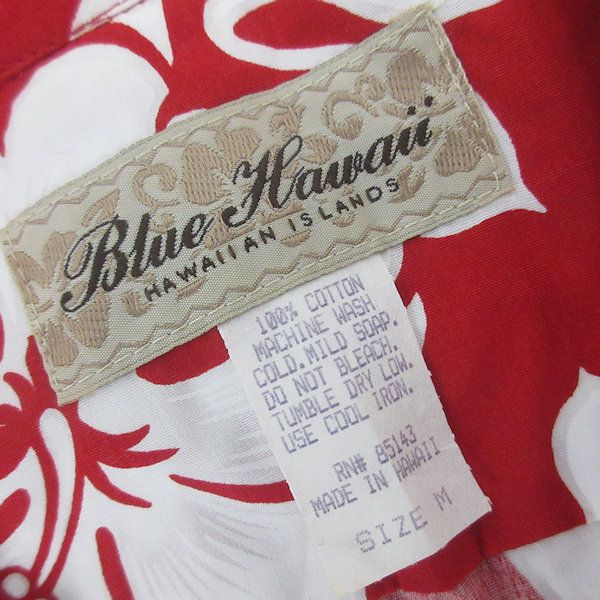 Blue Hawaii
HAWAIIAN ISLANDS
100% COTTON
MACHINE WASH
COLD. MILD SOAP.
DO NOT BLEACH.
TUMBLE DRY LOW.
USE COOL IRON.
RN# 85143
MADE IN HAWAII
SIZE M